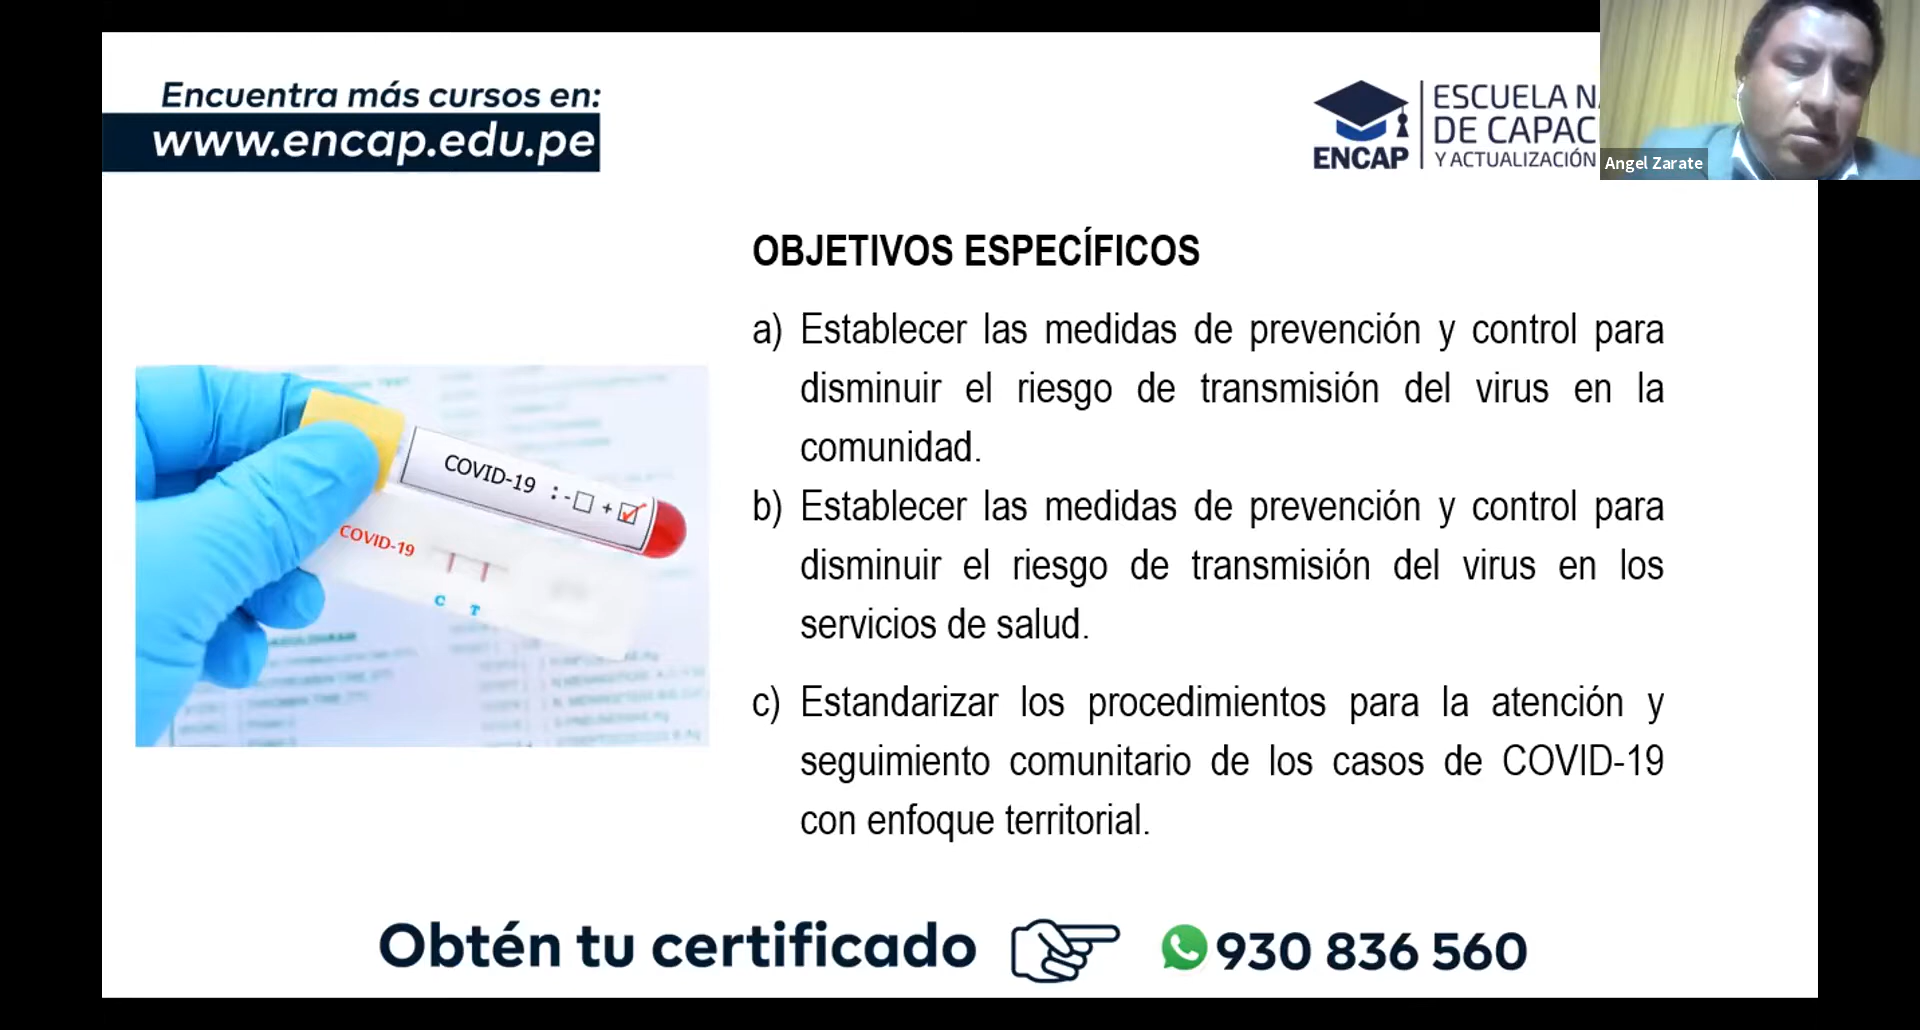 Encuentra más cursos en:
www.encap.edu.pe
ENCAP
ESCUELA
DE
Y ACTUALIZACIÓN
Angel Zarate
OBJETIVOS ESPECÍFICOS
a) Establecer las medidas de prevención y control para
disminuir el riesgo de transmisión del virus en la
comunidad.
b) Establecer las medidas de prevención y control para
disminuir el riesgo de transmisión del virus en los
servicios de salud.
c) Estandarizar los procedimientos para la atención y
seguimiento comunitario de los casos de COVID-19
con enfoque territorial.
COVID-19 : - □ + ☑
COVID-19
C T
Obtén tu certificado
930 836 560